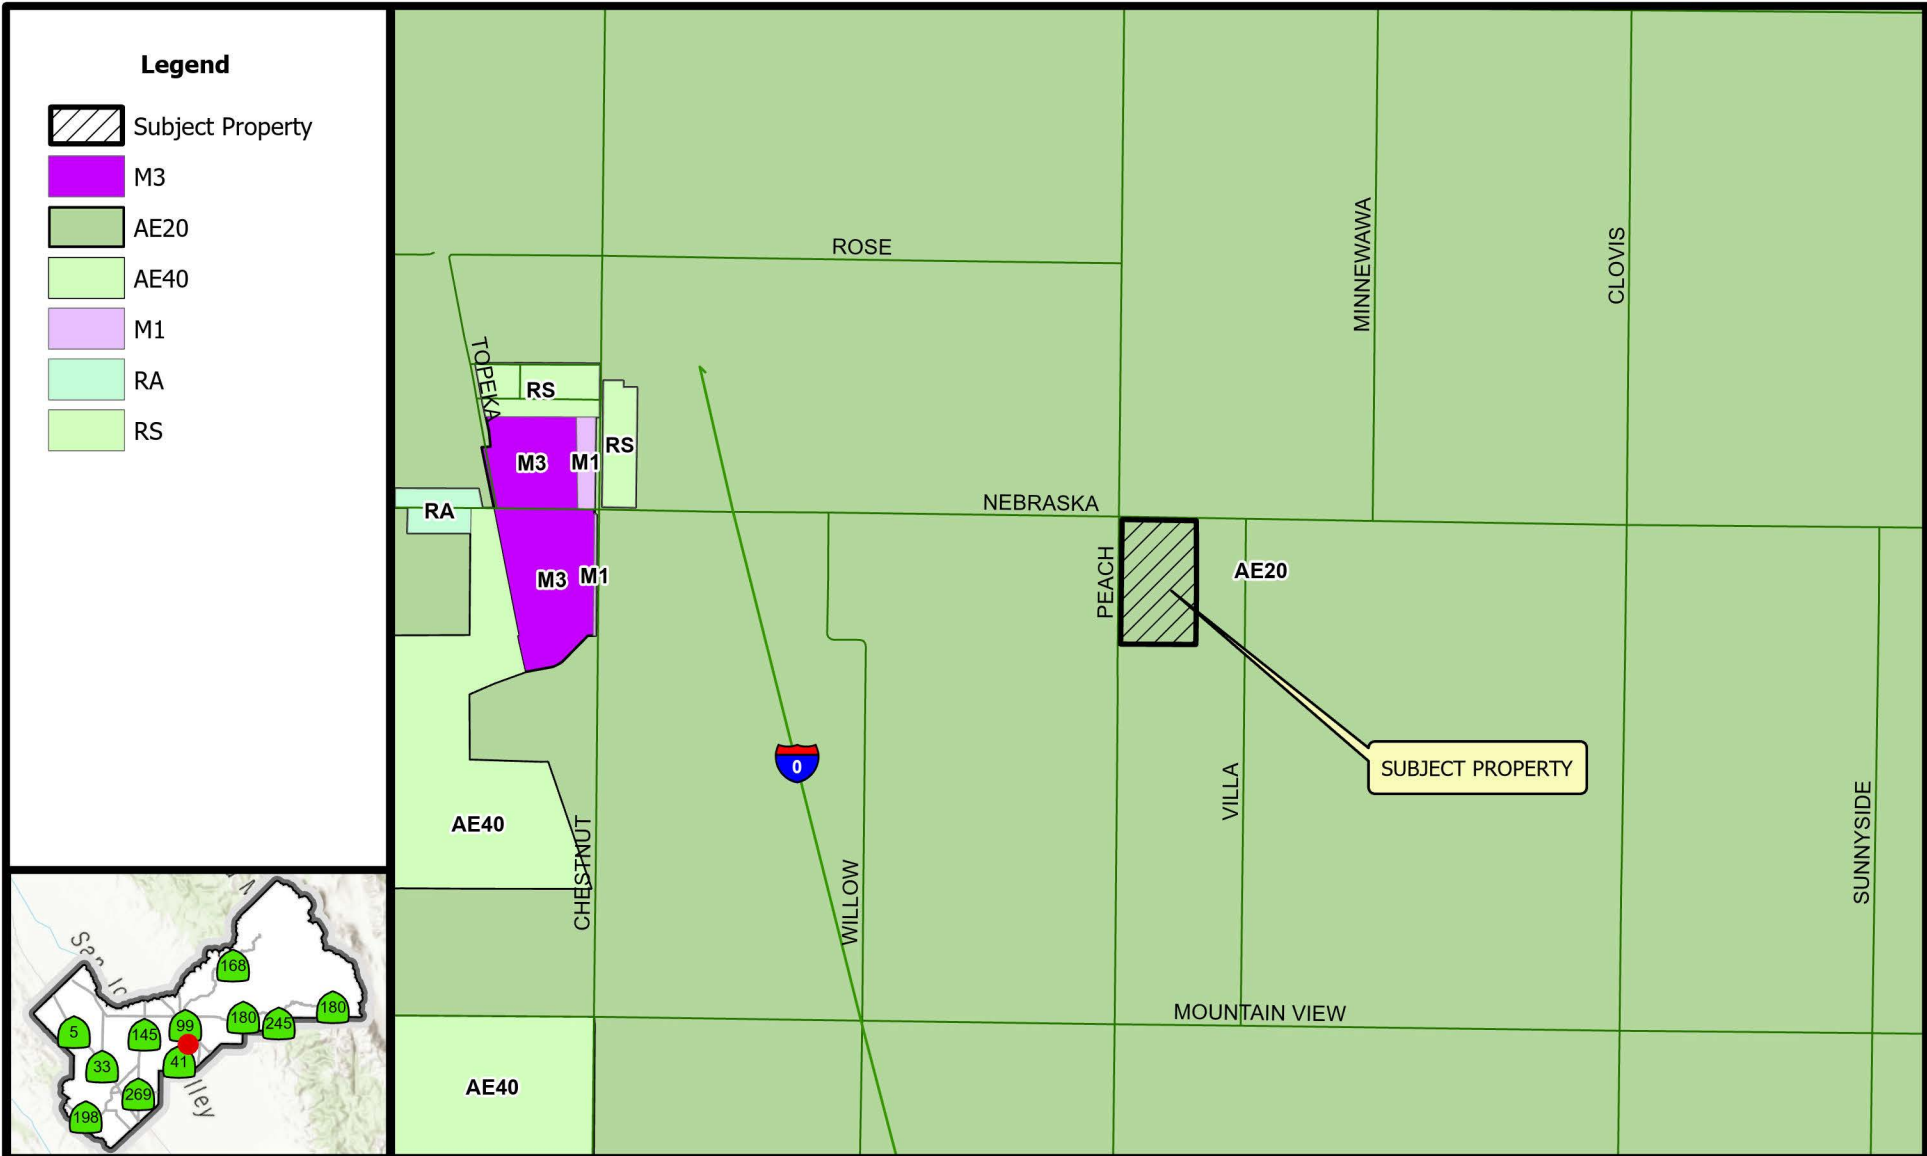 Legend
Subject Property
M3
AE20
AE40
M1
RA
RS
ROSE
MINNEWAWA
CLOVIS
TOPEKA
RS
RS
M3
M1
RA
NEBRASKA
M3
M1
PEACH
AE20
0
SUBJECT PROPERTY
VILLA
AE40
CHESTNUT
WILLOW
SUNNYSIDE
MOUNTAIN VIEW
AE40
168
180
180
245
99
145
5
41
33
269
198
lley